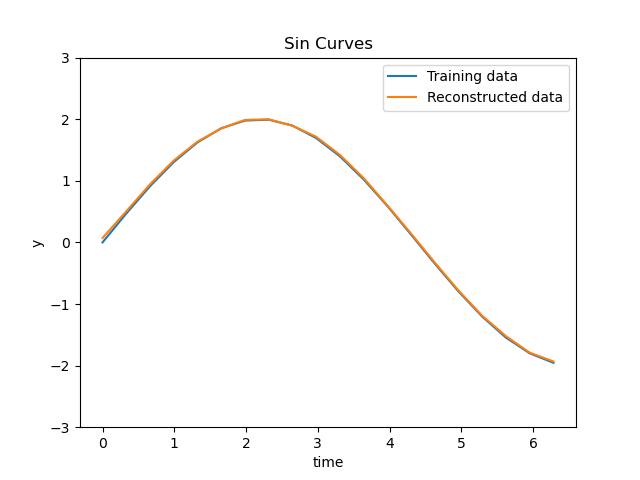 Sin Curves
Training data
Reconstructed data
3
2
1
0
−1
−2
−3
y
0 1 2 3 4 5 6
time